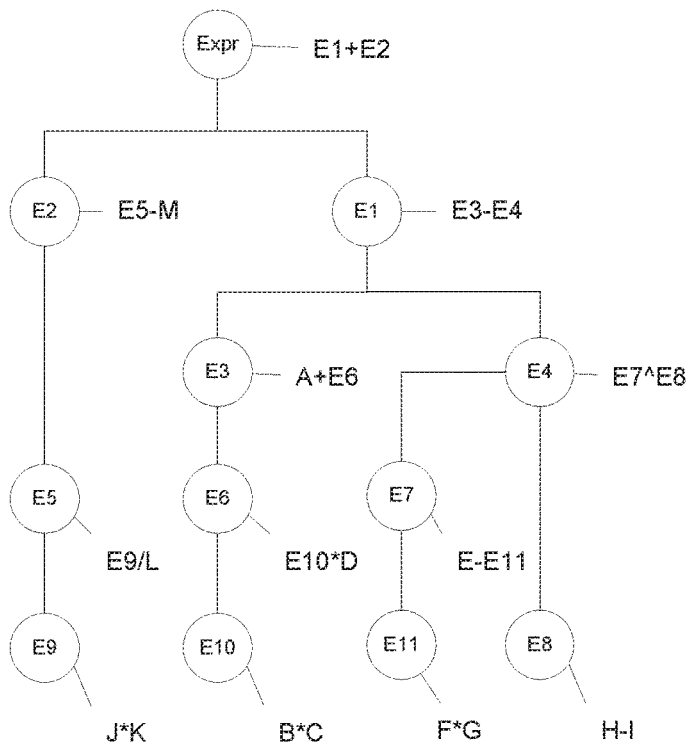 Expr E1+E2
E2 E5-M E1 E3-E4
E3 A+E6 E4 E7^E8
E5 E6 E7
E9/L E10*D E-E11
E9 E10 E11 E8
J*K B*C F*G H-I